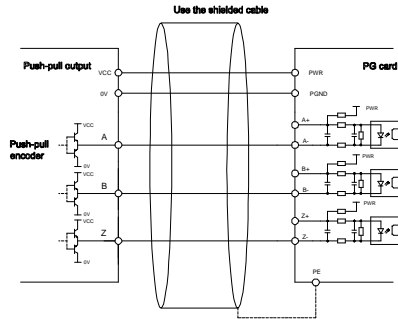 Use the shielded cable
Push-pull output
PG card
VCC
PWR
0V
PGND
PWR
A+
VCC
Push-pull
encoder
A
A-
0V
VCC
B+
PWR
B
B-
0V
VCC
Z+
PWR
Z
Z-
0V
PE